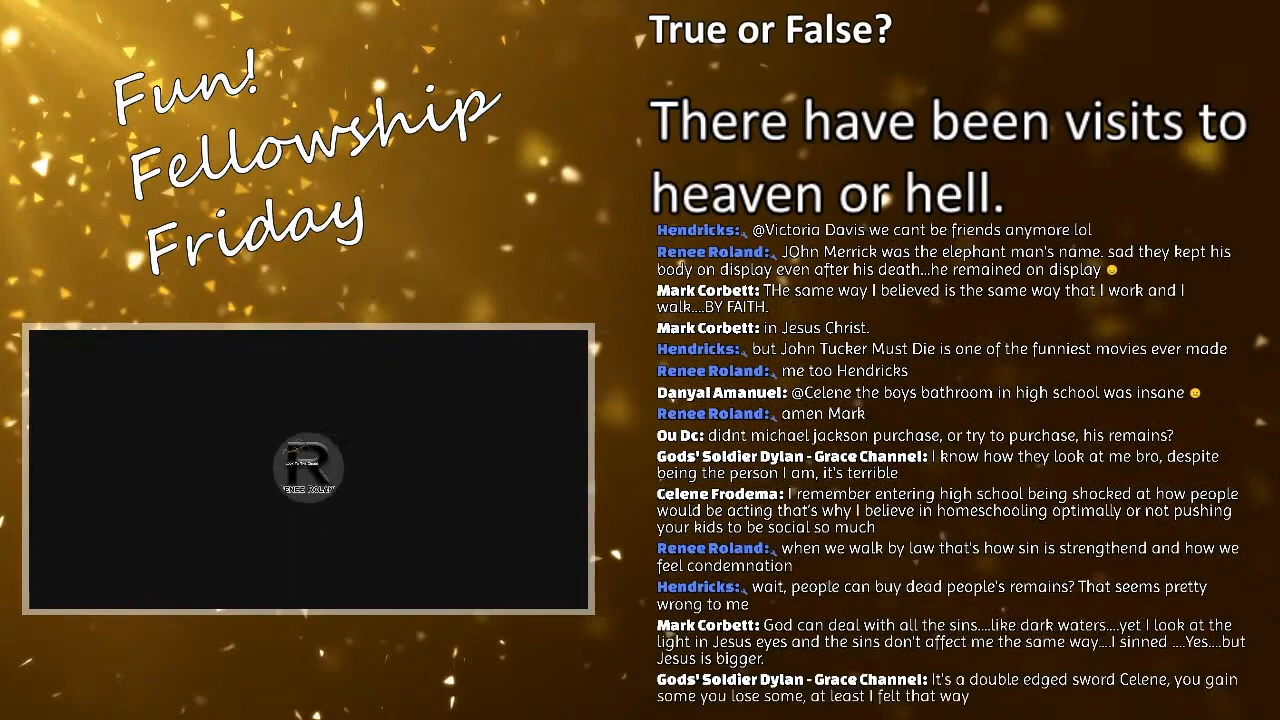 Fun!
Fellowship
Friday
True or False?
There have been visits to
heaven or hell.
Hendricks: @Victoria Davis we cant be friends anymore lol
Renee Roland: JOhn Merrick was the elephant man's name. sad they kept his
body on display even after his death...he remained on display 😞
Mark Corbett: THe same way I believed is the same way that I work and I
walk....BY FAITH.
Mark Corbett: in Jesus Christ.
Hendricks: but John Tucker Must Die is one of the funniest movies ever made
Renee Roland: me too Hendricks
Danyal Amanuel: @Celene the boys bathroom in high school was insane 😐
Renee Roland: amen Mark
Ou Dc: didnt michael jackson purchase, or try to purchase, his remains?
Gods' Soldier Dylan - Grace Channel: I know how they look at me bro, despite
being the person I am, it's terrible
Celene Frodema: I remember entering high school being shocked at how people
would be acting that's why I believe in homeschooling optimally or not pushing
your kids to be social so much
Renee Roland: when we walk by law that's how sin is strengthend and how we
feel condemnation
Hendricks: wait, people can buy dead people's remains? That seems pretty
wrong to me
Mark Corbett: God can deal with all the sins....like dark waters....yet I look at the
light in Jesus eyes and the sins don't affect me the same way....I sinned ....Yes....but
Jesus is bigger.
Gods' Soldier Dylan - Grace Channel: It's a double edged sword Celene, you gain
some you lose some, at least I felt that way
R
RENEE ROLAND